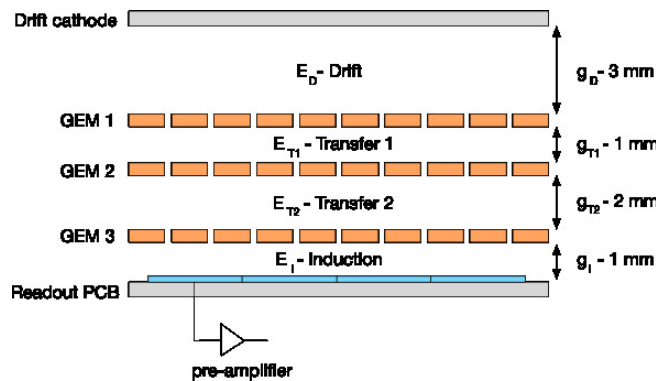 Drift cathode
E_D - Drift
g_D - 3 mm
GEM 1
E_T1 - Transfer 1
g_T1 - 1 mm
GEM 2
E_T2 - Transfer 2
g_T2 - 2 mm
GEM 3
E_I - Induction
g_I - 1 mm
Readout PCB
pre-amplifier